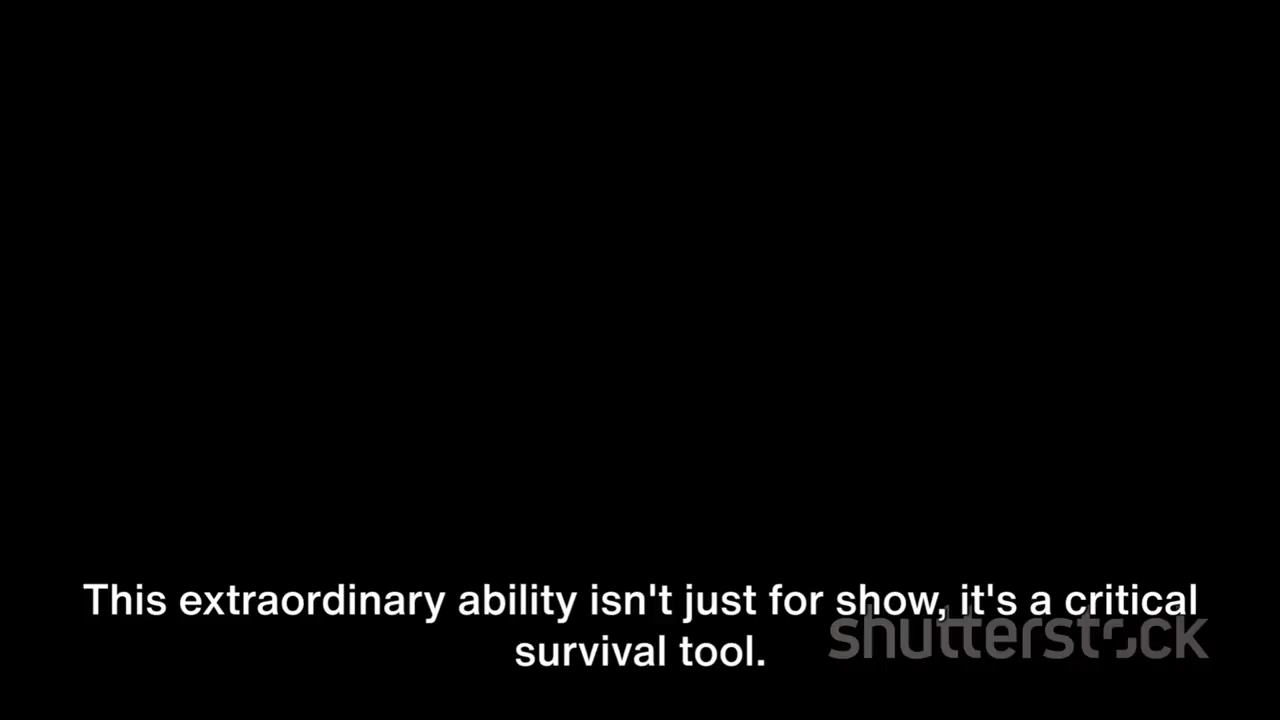 This extraordinary ability isn't just for show, it's a critical
survival tool.
shutterstock